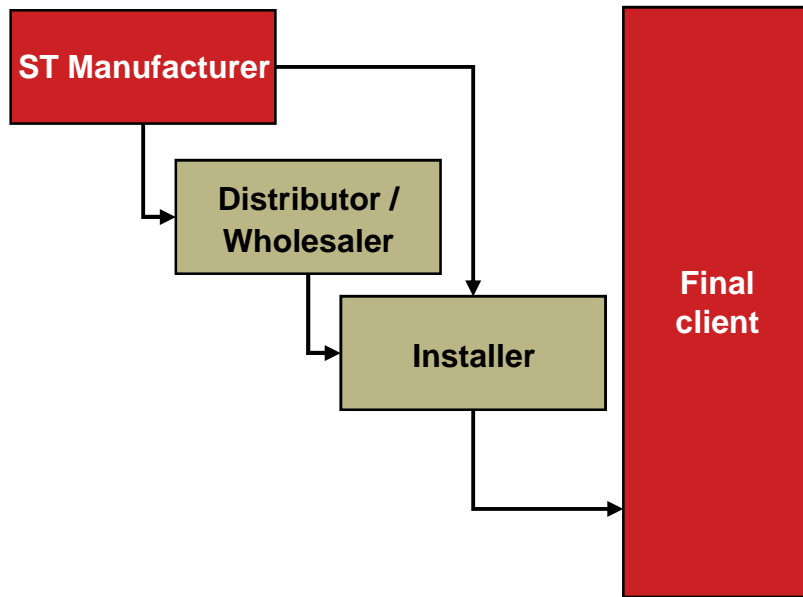 ST Manufacturer
Distributor /
Wholesaler
Installer
Final
client